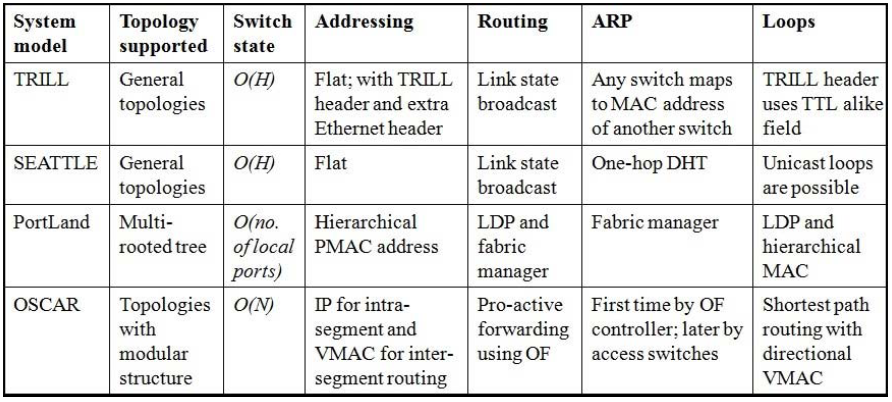 System model
Topology supported
Switch state
Addressing
Routing
ARP
Loops
TRILL
General
topologies
O(H)
Flat; with TRILL
header and extra
Ethernet header
Link state
broadcast
Any switch maps
to MAC address
of another switch
TRILL header
uses TTL alike
field
SEATTLE
General
topologies
O(H)
Flat
Link state
broadcast
One-hop DHT
Unicast loops
are possible
PortLand
Multi-
rooted tree
O(no.
of local
ports)
Hierarchical
PMAC address
LDP and
fabric
manager
Fabric manager
LDP and
hierarchical
MAC
OSCAR
Topologies
with
modular
structure
O(N)
IP for intra-
segment and
VMAC for inter-
segment routing
Pro-active
forwarding
using OF
First time by OF
controller; later by
access switches
Shortest path
routing with
directional
VMAC